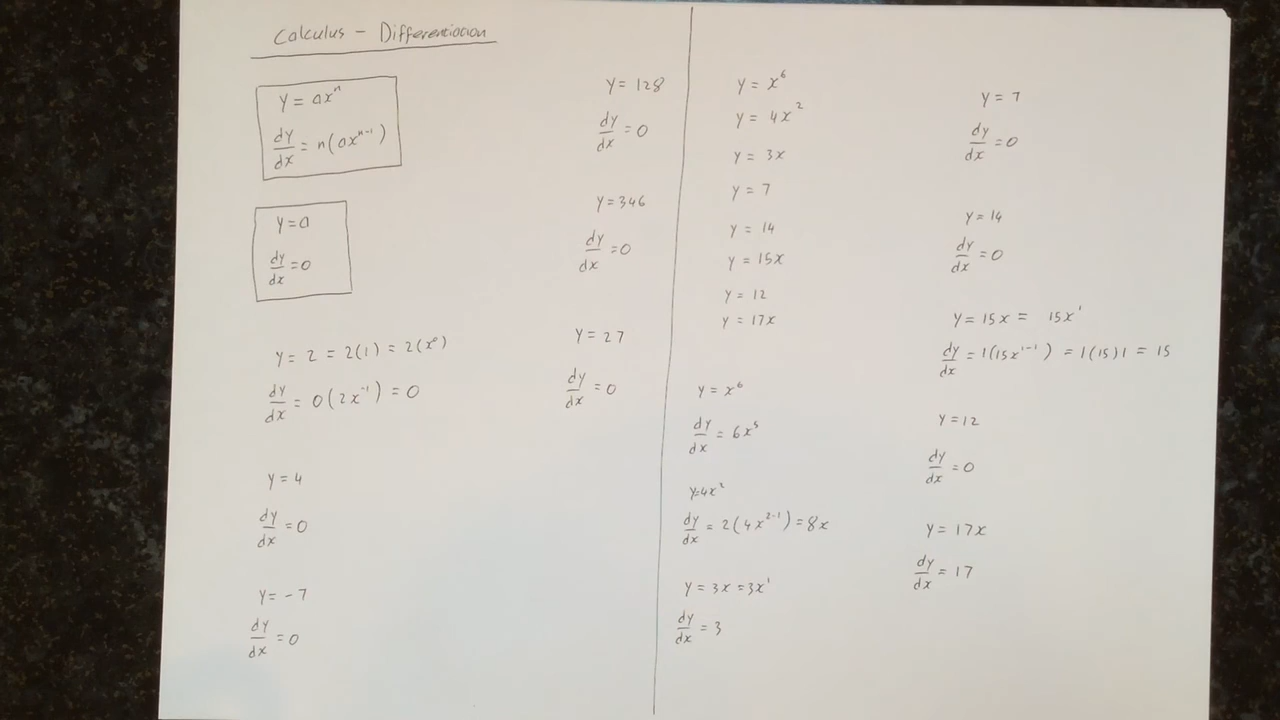 Calculus - Differentiation
y = ax^n
dy/dx = n(ax^(n-1))
y = a
dy/dx = 0
y = 2 = 2(1) = 2(x^0)
dy/dx = 0(2x^-1) = 0
y = 4
dy/dx = 0
y = -7
dy/dx = 0
y = 128
dy/dx = 0
y = 346
dy/dx = 0
y = 27
dy/dx = 0
y = x^6
y = 4x^2
y = 3x
y = 7
y = 14
y = 15x
y = 12
y = 17x
y = x^6
dy/dx = 6x^5
y = 4x^2
dy/dx = 2(4x^(2-1)) = 8x
y = 3x = 3x^1
dy/dx = 3
y = 7
dy/dx = 0
y = 14
dy/dx = 0
y = 15x = 15x^1
dy/dx = 1(15x^(1-1)) = 1(15)1 = 15
y = 12
dy/dx = 0
y = 17x
dy/dx = 17